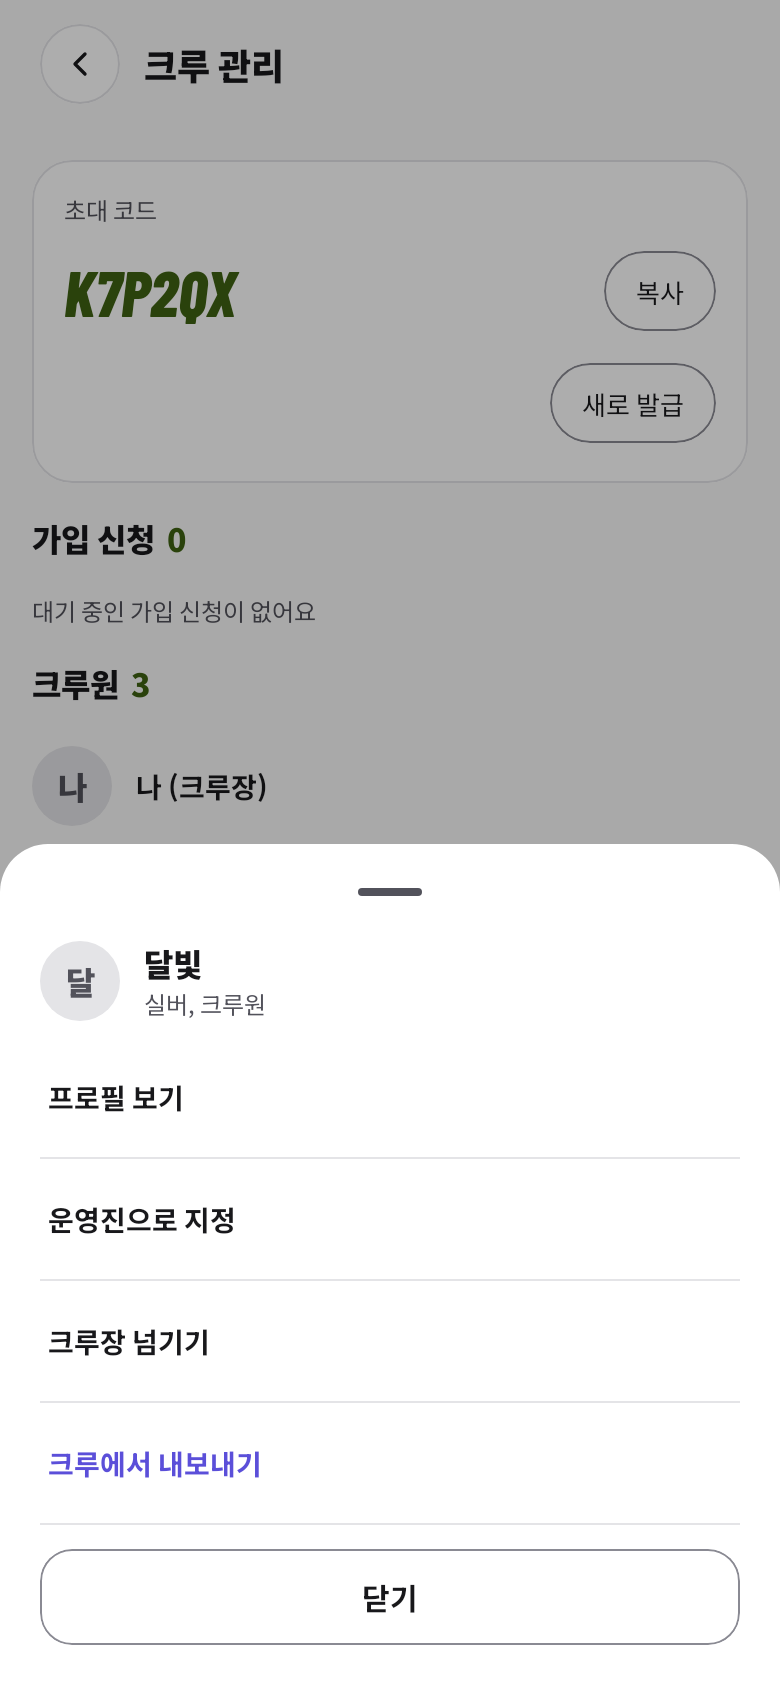 크루 관리
초대 코드
K7P2QX
복사
새로 발급
가입 신청 0
대기 중인 가입 신청이 없어요
크루원 3
나
나 (크루장)
달
달빛
실버, 크루원
프로필 보기
운영진으로 지정
크루장 넘기기
크루에서 내보내기
닫기